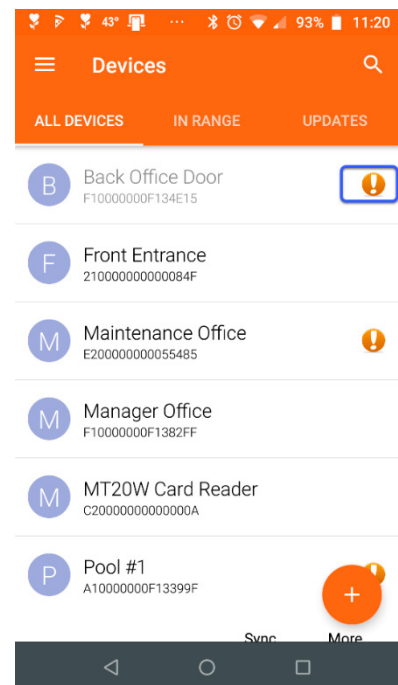 43° ... 93% 11:20
Devices
ALL DEVICES IN RANGE UPDATES
B Back Office Door
F10000000F134E15
F Front Entrance
210000000000084F
M Maintenance Office
E200000000055485
M Manager Office
F10000000F1382FF
M MT20W Card Reader
C20000000000000A
P Pool #1
A10000000F13399F
Sync More